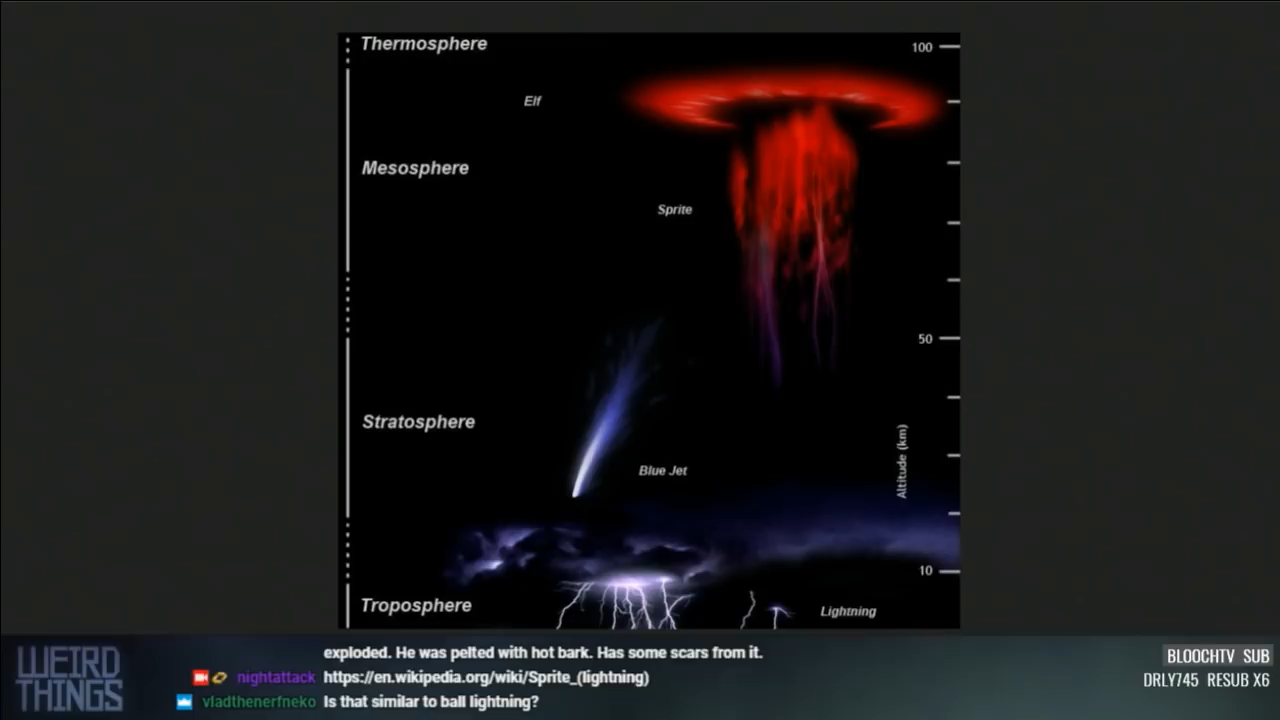 Thermosphere
100
Elf
Mesosphere
Sprite
50
Stratosphere
Altitude (km)
Blue Jet
10
Troposphere
Lightning
WEIRD
THINGS
exploded. He was pelted with hot bark. Has some scars from it.
nightattack https://en.wikipedia.org/wiki/Sprite_(lightning)
vladthenerfneko Is that similar to ball lightning?
BLOOCHTV SUB
DRLY745 RESUB X6